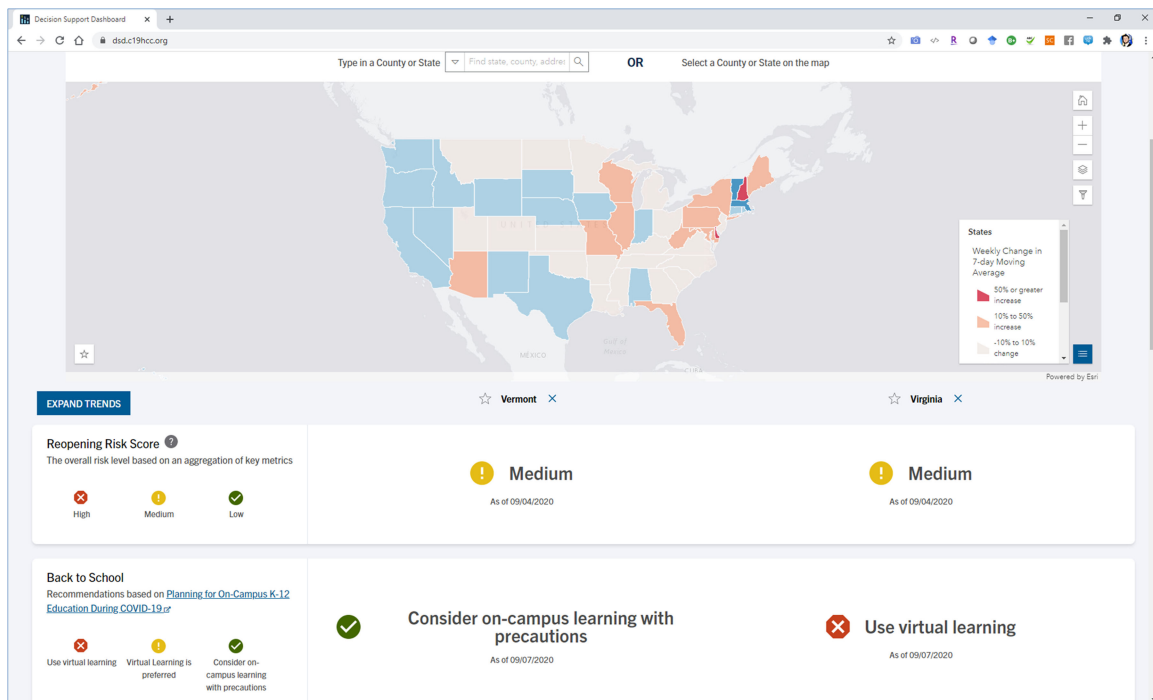 Decision Support Dashboard
dsd.c19hcc.org
Type in a County or State
Find state, county, addre
OR
Select a County or State on the map
UNITED STATES
MEXICO
Gulf of
Mexico
CUBA
States
Weekly Change in
7-day Moving
Average
50% or greater
increase
10% to 50%
increase
-10% to 10%
change
Powered by Esri
EXPAND TRENDS
Vermont
Virginia
Reopening Risk Score ?
The overall risk level based on an aggregation of key metrics
High
Medium
Low
Medium
As of 09/04/2020
Medium
As of 09/04/2020
Back to School
Recommendations based on Planning for On-Campus K-12
Education During COVID-19
Use virtual learning
Virtual Learning is
preferred
Consider on-
campus learning
with precautions
Consider on-campus learning with
precautions
As of 09/07/2020
Use virtual learning
As of 09/07/2020